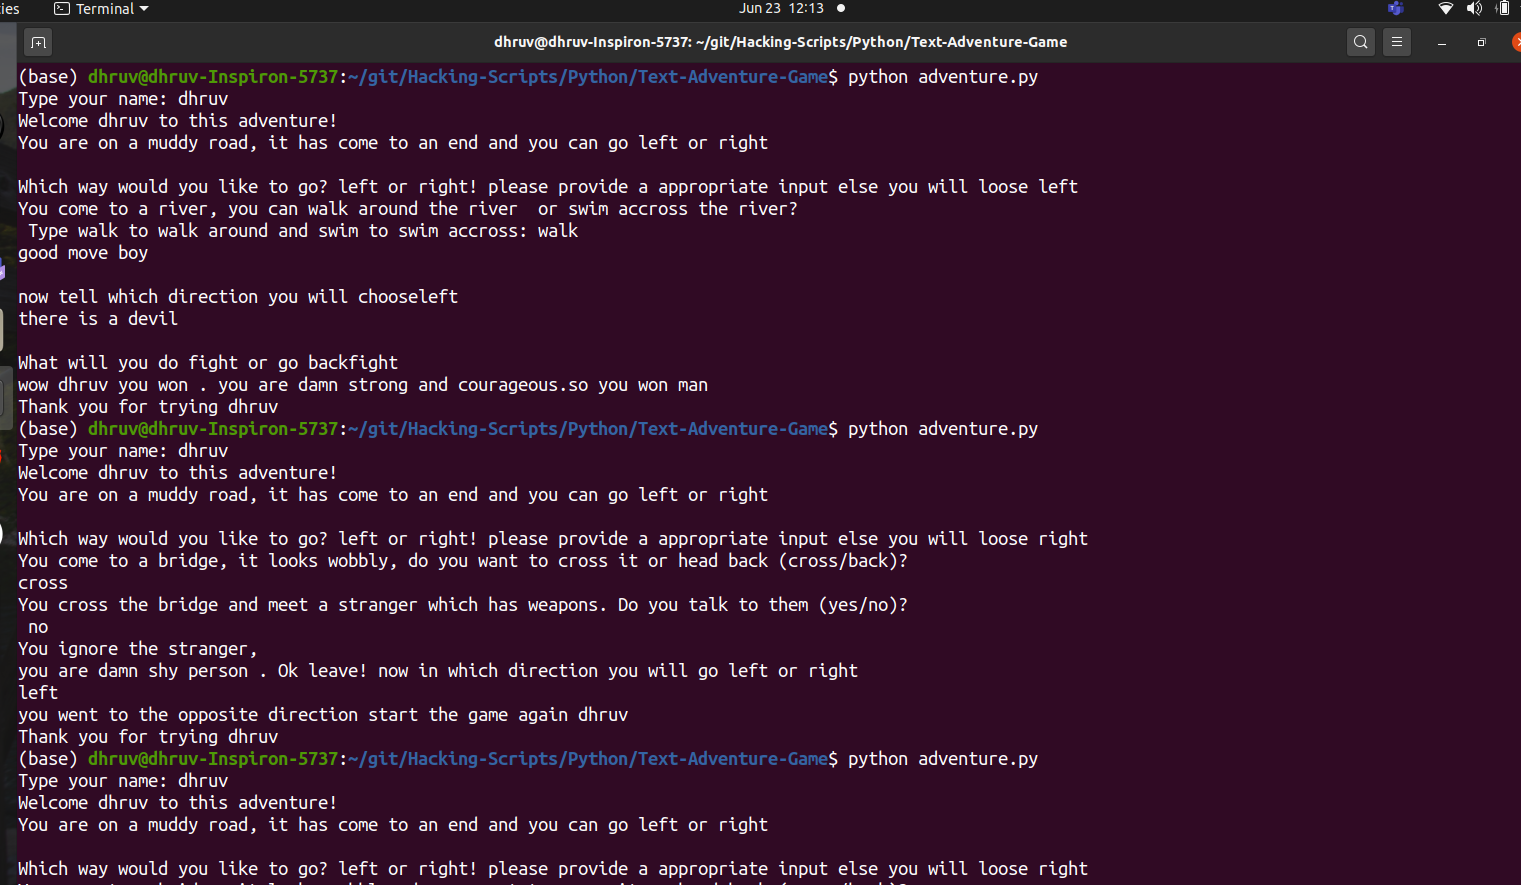 ies Terminal Jun 23 12:13
dhruv@dhruv-Inspiron-5737: ~/git/Hacking-Scripts/Python/Text-Adventure-Game
(base) dhruv@dhruv-Inspiron-5737:~/git/Hacking-Scripts/Python/Text-Adventure-Game$ python adventure.py
Type your name: dhruv
Welcome dhruv to this adventure!
You are on a muddy road, it has come to an end and you can go left or right
Which way would you like to go? left or right! please provide a appropriate input else you will loose left
You come to a river, you can walk around the river  or swim accross the river?
 Type walk to walk around and swim to swim accross: walk
good move boy
now tell which direction you will chooseleft
there is a devil
What will you do fight or go backfight
wow dhruv you won . you are damn strong and courageous.so you won man
Thank you for trying dhruv
(base) dhruv@dhruv-Inspiron-5737:~/git/Hacking-Scripts/Python/Text-Adventure-Game$ python adventure.py
Type your name: dhruv
Welcome dhruv to this adventure!
You are on a muddy road, it has come to an end and you can go left or right
Which way would you like to go? left or right! please provide a appropriate input else you will loose right
You come to a bridge, it looks wobbly, do you want to cross it or head back (cross/back)?
cross
You cross the bridge and meet a stranger which has weapons. Do you talk to them (yes/no)?
 no
You ignore the stranger,
you are damn shy person . Ok leave! now in which direction you will go left or right
left
you went to the opposite direction start the game again dhruv
Thank you for trying dhruv
(base) dhruv@dhruv-Inspiron-5737:~/git/Hacking-Scripts/Python/Text-Adventure-Game$ python adventure.py
Type your name: dhruv
Welcome dhruv to this adventure!
You are on a muddy road, it has come to an end and you can go left or right
Which way would you like to go? left or right! please provide a appropriate input else you will loose right